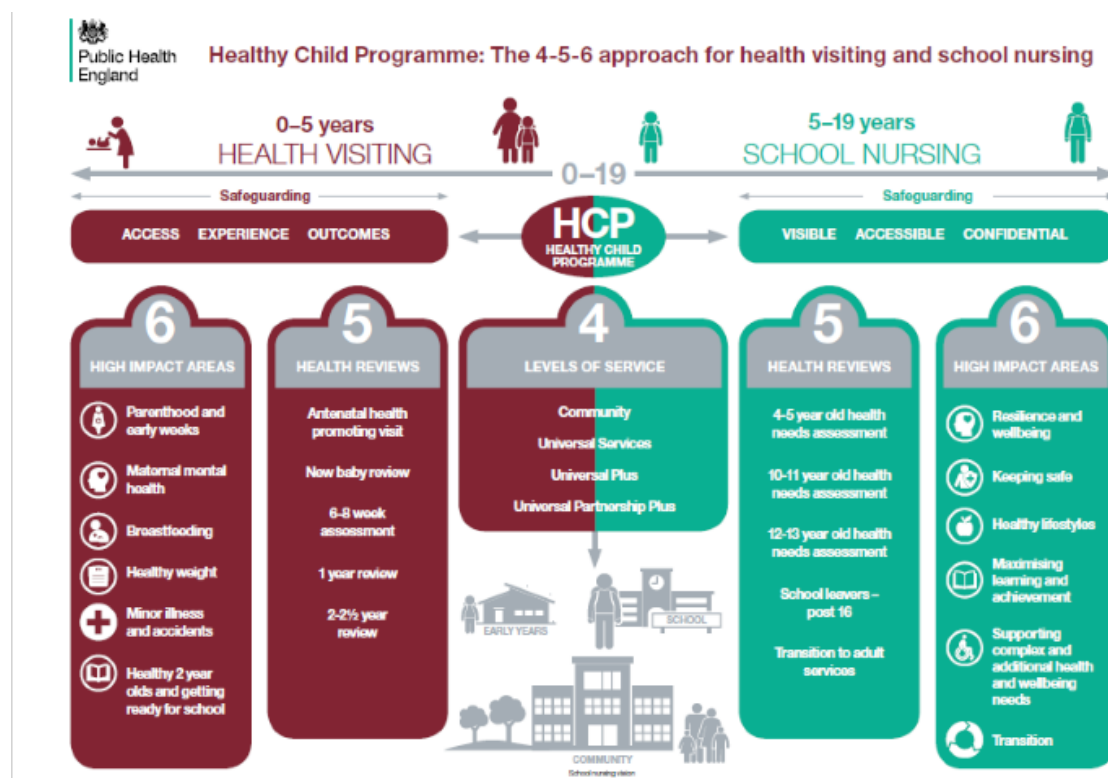 Public Health
England
Healthy Child Programme: The 4-5-6 approach for health visiting and school nursing
0–5 years
HEALTH VISITING
5–19 years
SCHOOL NURSING
0–19
Safeguarding
Safeguarding
ACCESS EXPERIENCE OUTCOMES
HCP
HEALTHY CHILD
PROGRAMME
VISIBLE ACCESSIBLE CONFIDENTIAL
6
HIGH IMPACT AREAS
Parenthood and
early weeks
Maternal mental
health
Breastfeeding
Healthy weight
Minor illness
and accidents
Healthy 2 year
olds and getting
ready for school
5
HEALTH REVIEWS
Antenatal health
promoting visit
New baby review
6-8 week
assessment
1 year review
2-2½ year
review
4
LEVELS OF SERVICE
Community
Universal Services
Universal Plus
Universal Partnership Plus
EARLY YEARS
SCHOOL
COMMUNITY
School nursing vision
5
HEALTH REVIEWS
4-5 year old health
needs assessment
10-11 year old health
needs assessment
12-13 year old health
needs assessment
School leavers –
post 16
Transition to adult
services
6
HIGH IMPACT AREAS
Resilience and
wellbeing
Keeping safe
Healthy lifestyles
Maximising
learning and
achievement
Supporting
complex and
additional health
and wellbeing
needs
Transition